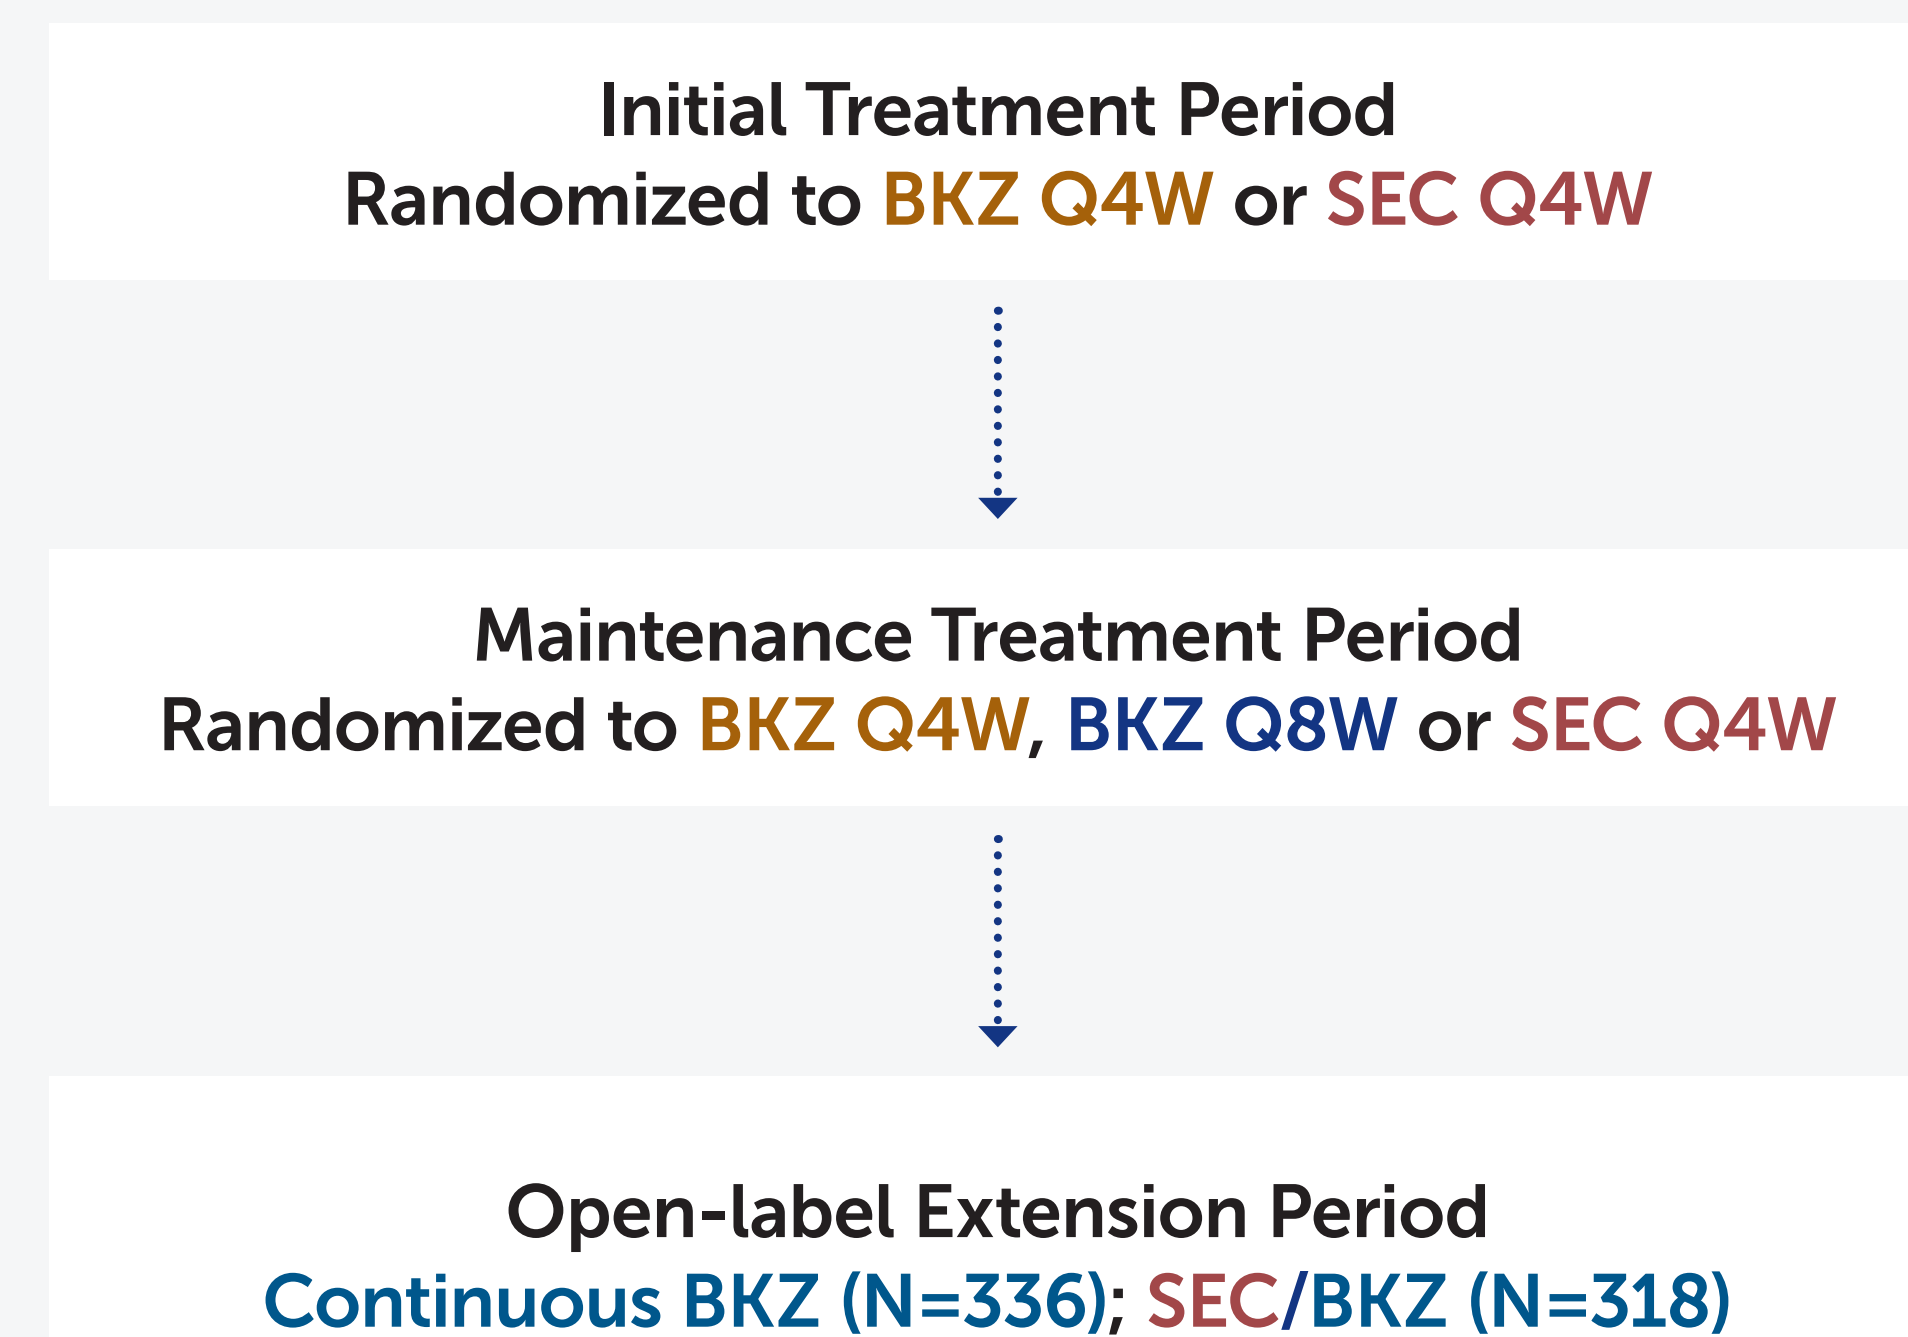 Initial Treatment Period
Randomized to BKZ Q4W or SEC Q4W
Maintenance Treatment Period
Randomized to BKZ Q4W, BKZ Q8W or SEC Q4W
Open-label Extension Period
Continuous BKZ (N=336); SEC/BKZ (N=318)